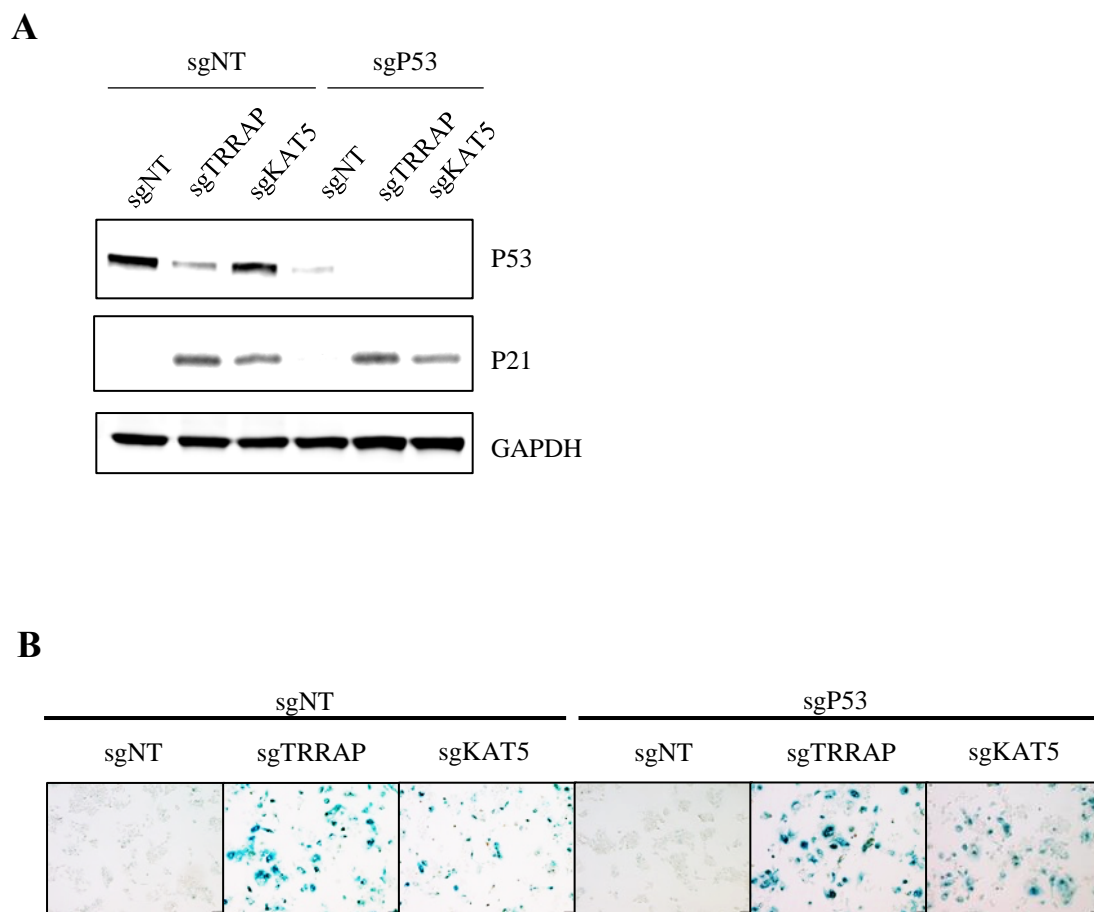 A
sgNT sgP53
sgNT sgTRRAP sgKAT5 sgNT sgTRRAP sgKAT5
P53
P21
GAPDH
B
sgNT sgP53
sgNT sgTRRAP sgKAT5 sgNT sgTRRAP sgKAT5